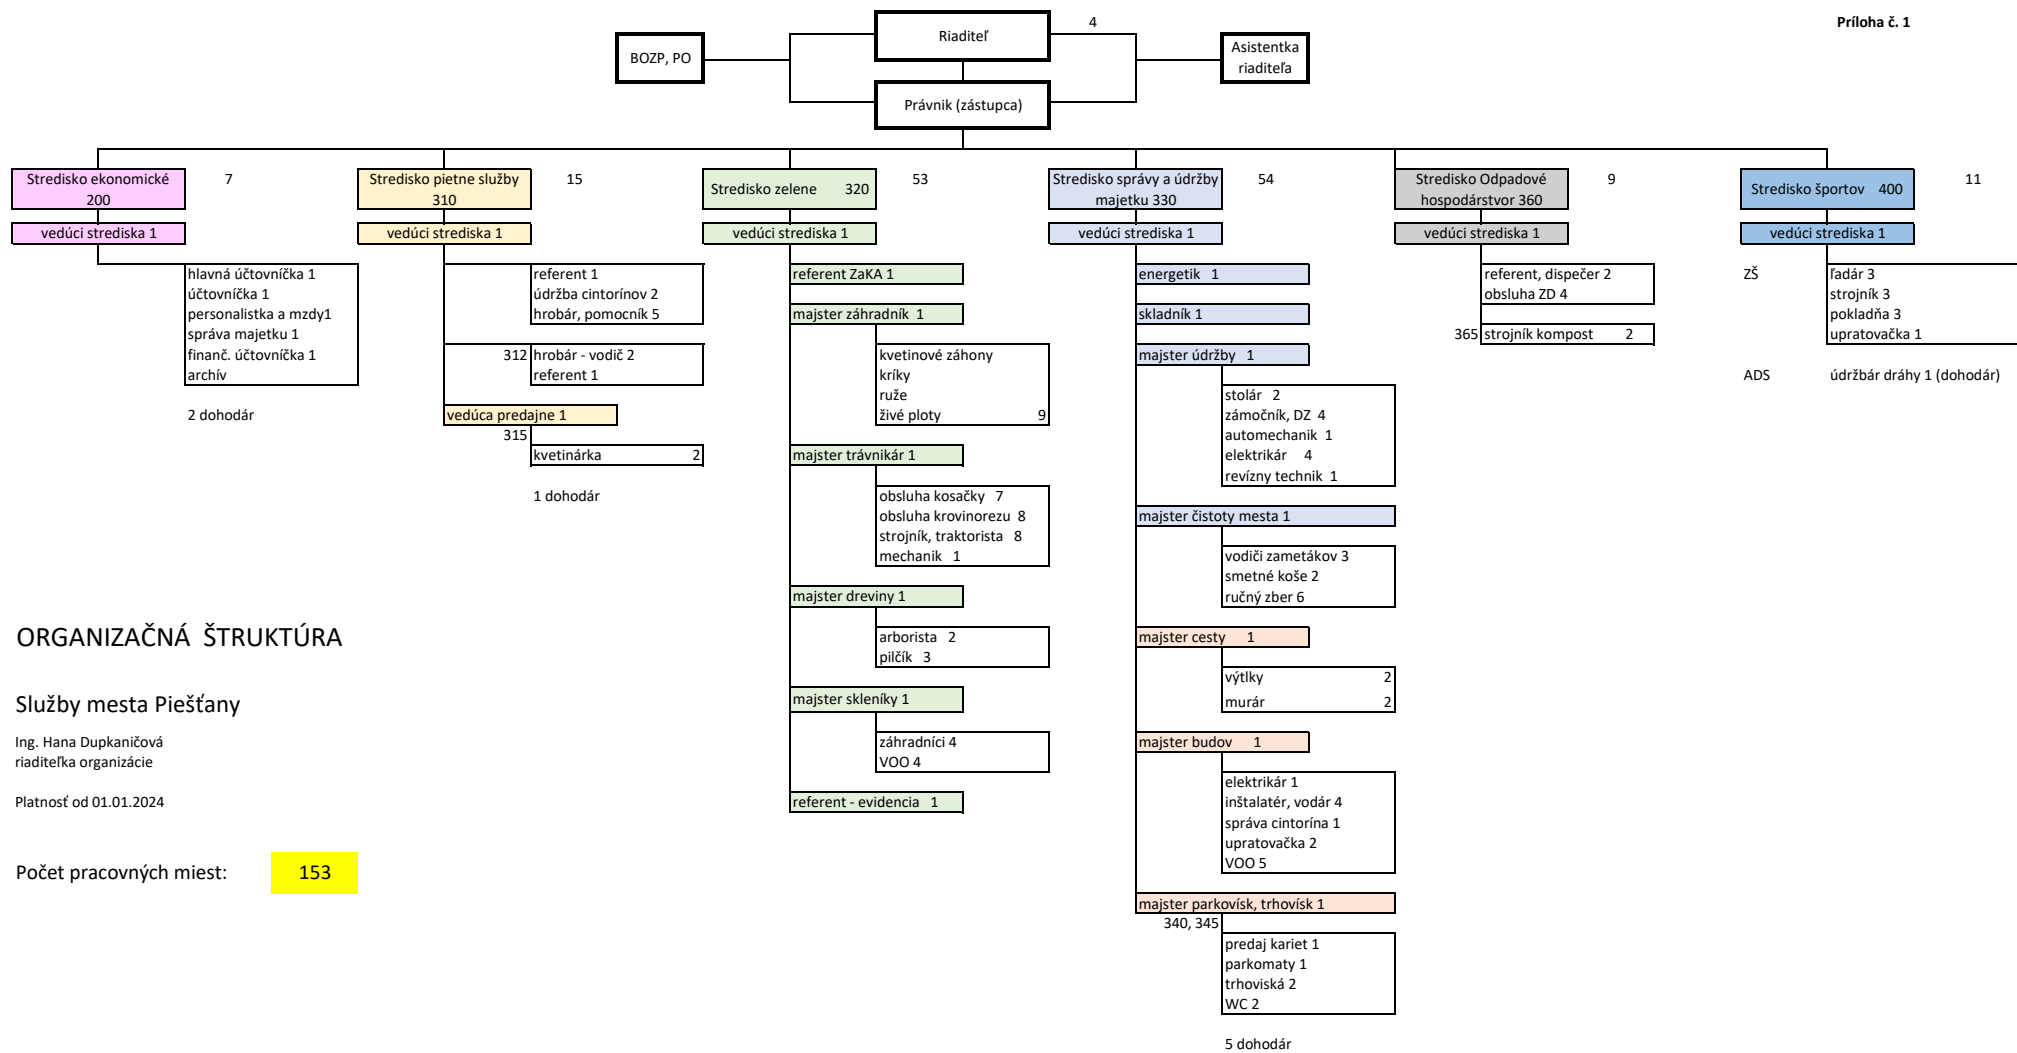 Príloha č. 1
Riaditeľ
4
BOZP, PO
Asistentka
riaditeľa
Právnik (zástupca)
Stredisko ekonomické
200
7
vedúci strediska 1
hlavná účtovníčka 1
účtovníčka 1
personalistka a mzdy1
správa majetku 1
finanč. účtovníčka 1
archív
2 dohodár
Stredisko pietne služby
310
15
vedúci strediska 1
referent 1
údržba cintorínov 2
hrobár, pomocník 5
312
hrobár - vodič 2
referent 1
vedúca predajne 1
315
kvetinárka 2
1 dohodár
Stredisko zelene 320
53
vedúci strediska 1
referent ZaKA 1
majster záhradník 1
kvetinové záhony
kríky
ruže
živé ploty 9
majster trávnikár 1
obsluha kosačky 7
obsluha krovinorezu 8
strojník, traktorista 8
mechanik 1
majster dreviny 1
arborista 2
pilčík 3
majster skleníky 1
záhradníci 4
VOO 4
referent - evidencia 1
Stredisko správy a údržby
majetku 330
54
vedúci strediska 1
energetik 1
skladník 1
majster údržby 1
stolár 2
zámočník, DZ 4
automechanik 1
elektrikár 4
revízny technik 1
majster čistoty mesta 1
vodiči zametákov 3
smetné koše 2
ručný zber 6
majster cesty 1
výtlky 2
murár 2
majster budov 1
elektrikár 1
inštalatér, vodár 4
správa cintorína 1
upratovačka 2
VOO 5
majster parkovísk, trhovísk 1
340, 345
predaj kariet 1
parkomaty 1
trhoviská 2
WC 2
5 dohodár
Stredisko Odpadové
hospodárstvor 360
9
vedúci strediska 1
referent, dispečer 2
obsluha ZD 4
365
strojník kompost 2
Stredisko športov 400
11
vedúci strediska 1
ZŠ
ľadár 3
strojník 3
pokladňa 3
upratovačka 1
ADS
údržbár dráhy 1 (dohodár)
ORGANIZAČNÁ ŠTRUKTÚRA
Služby mesta Piešťany
Ing. Hana Dupkaničová
riaditeľka organizácie
Platnosť od 01.01.2024
Počet pracovných miest: 153